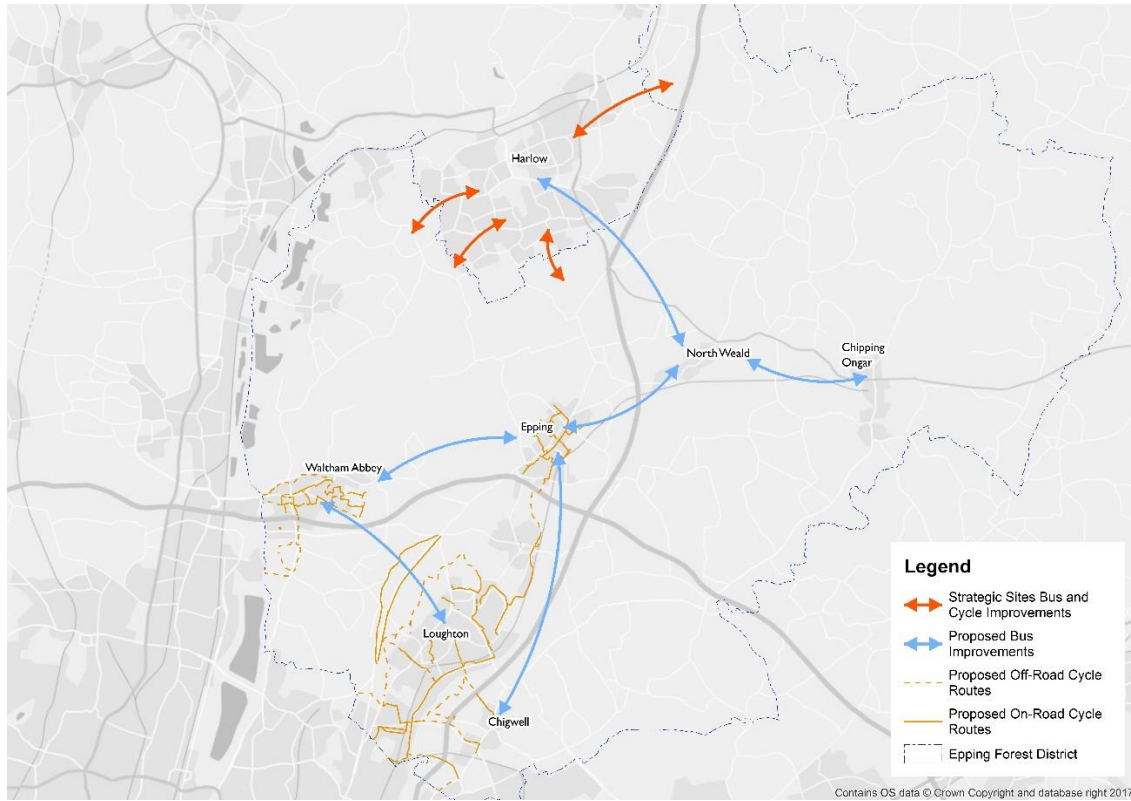 Harlow
North Weald
Chipping
Ongar
Epping
Waltham Abbey
Loughton
Chigwell
Legend
Strategic Sites Bus and
Cycle Improvements
Proposed Bus
Improvements
Proposed Off-Road Cycle
Routes
Proposed On-Road Cycle
Routes
Epping Forest District
Contains OS data © Crown Copyright and database right 2017